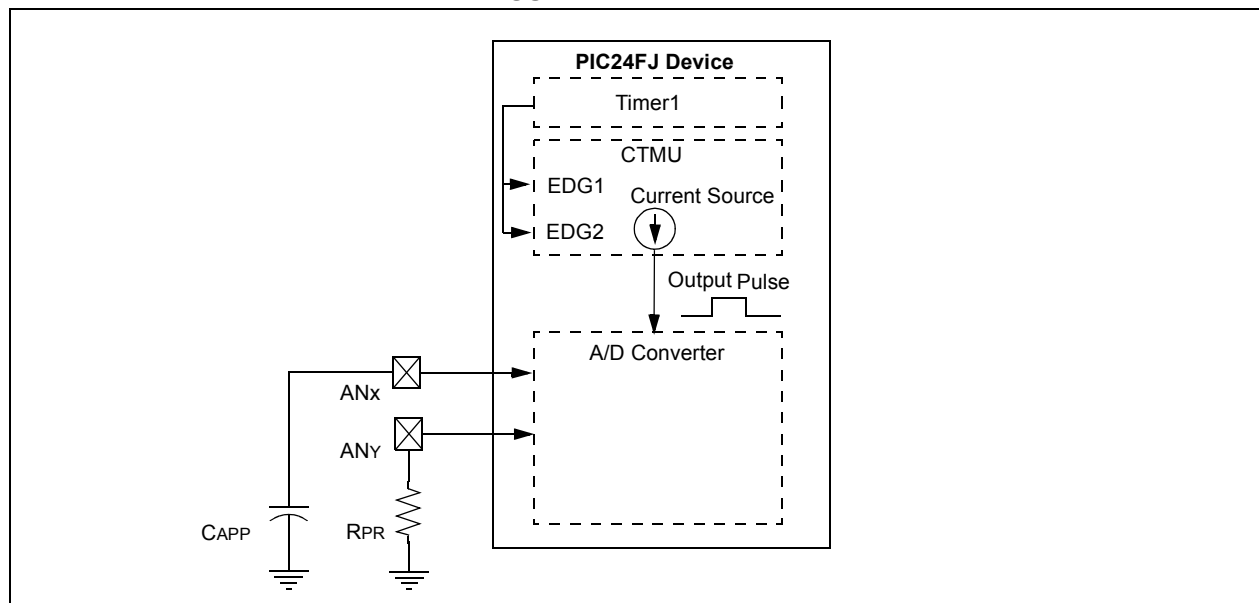 PIC24FJ Device
Timer1
CTMU
EDG1
Current Source
EDG2
Output Pulse
A/D Converter
ANX
ANY
CAPP
RPR